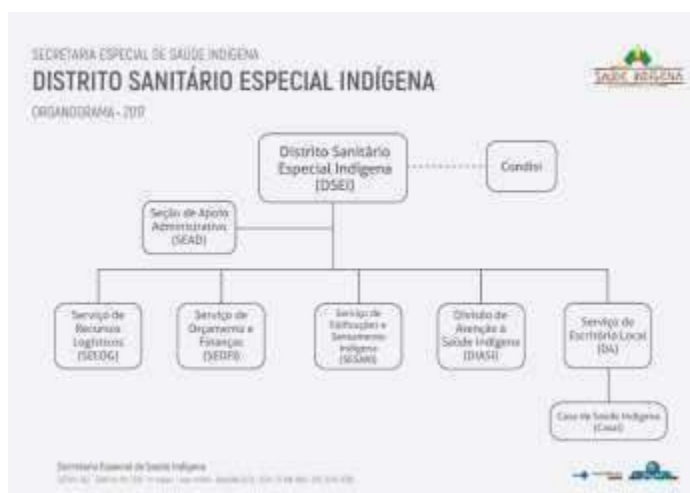 SECRETARIA ESPECIAL DE SAÚDE INDÍGENA
DISTRITO SANITÁRIO ESPECIAL INDÍGENA
ORGANOGRAMA - 2017
SAÚDE INDÍGENA
Distrito Sanitário
Especial Indígena
(DSEI)
Condisi
Seção de Apoio
Administrativo
(SEAD)
Serviço de
Recursos
Logísticos
(SELOG)
Serviço de
Orçamento e
Finanças
(SEOFI)
Serviço de
Edificações e
Saneamento
Indígena
(SESANI)
Divisão de
Atenção à
Saúde Indígena
(DIASI)
Serviço de
Escritório Local
Casa de Saúde Indígena
(Casai)
Secretaria Especial de Saúde Indígena
BRASIL